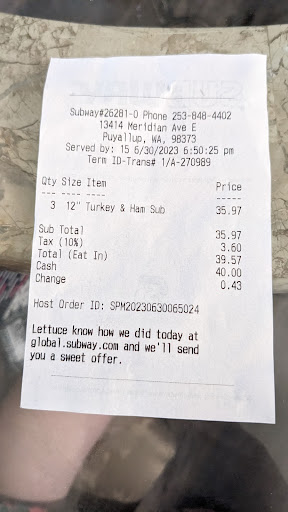 Subway#26281-0 Phone 253-848-4402
13414 Meridian Ave E
Puyallup, WA, 98373
Served by: 15 6/30/2023 6:50:25 pm
Term ID-Trans# 1/A-270989
Qty Size Item Price
--- ---- ---- -----
3 12" Turkey & Ham Sub 35.97
Sub Total 35.97
Tax (10%) 3.60
Total (Eat In) 39.57
Cash 40.00
Change 0.43
Host Order ID: SPM20230630065024
Lettuce know how we did today at
global.subway.com and we'll send
you a sweet offer.